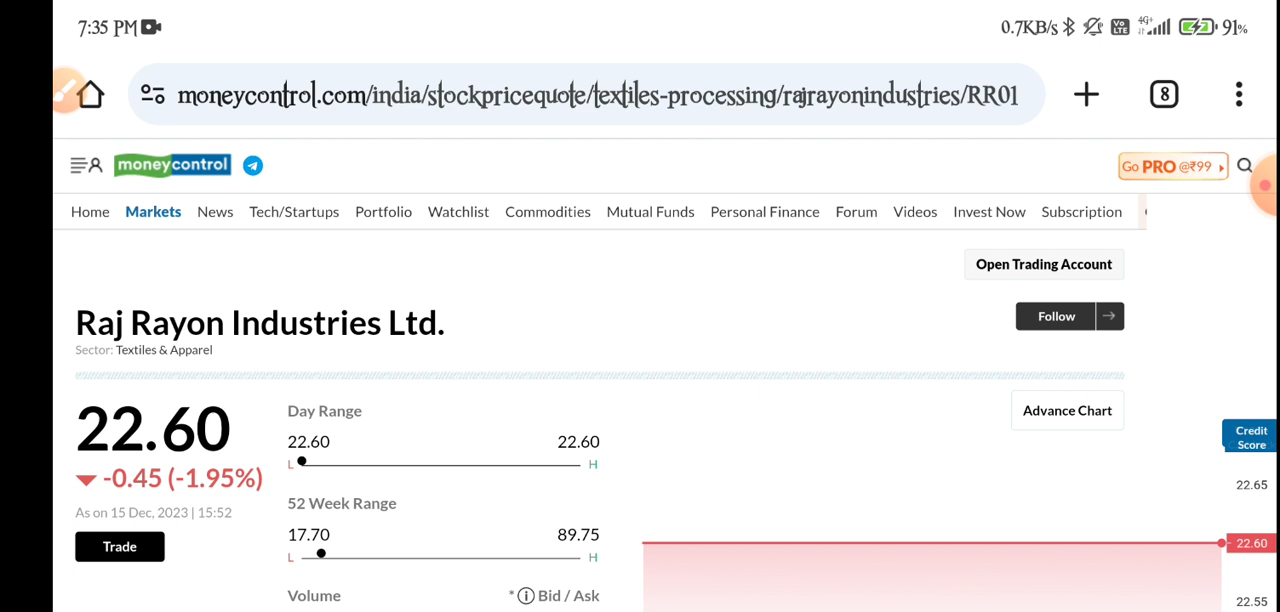 7:35 PM
0.7KB/s Vo LTE 4G+ 91%
moneycontrol.com/india/stockpricequote/textiles-processing/rajrayonindustries/RR01
8
moneycontrol
Go PRO @₹99
Home Markets News Tech/Startups Portfolio Watchlist Commodities Mutual Funds Personal Finance Forum Videos Invest Now Subscription
Open Trading Account
Raj Rayon Industries Ltd.
Follow
Sector: Textiles & Apparel
22.60
-0.45 (-1.95%)
As on 15 Dec, 2023 | 15:52
Trade
Day Range
22.60 22.60
L H
52 Week Range
17.70 89.75
L H
Volume * i Bid / Ask
Advance Chart
Credit
Score
22.65
22.60
22.55